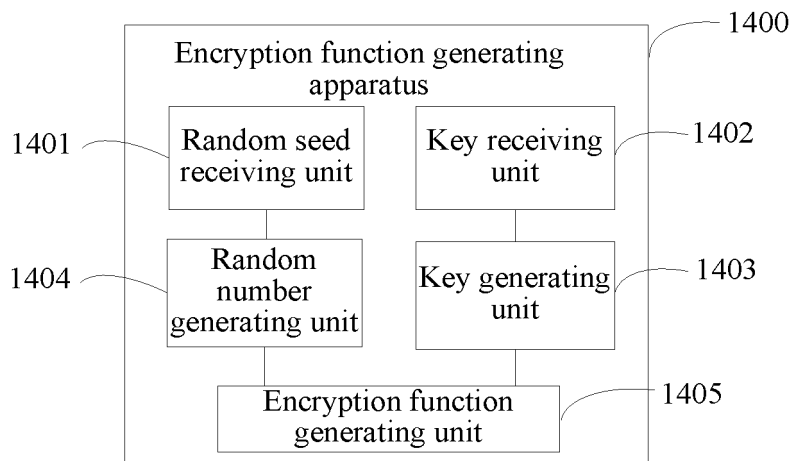 1400
Encryption function generating
apparatus
1401
Random seed
receiving unit
Key receiving
unit
1402
1404
Random
number
generating unit
Key generating
unit
1403
Encryption function
generating unit
1405